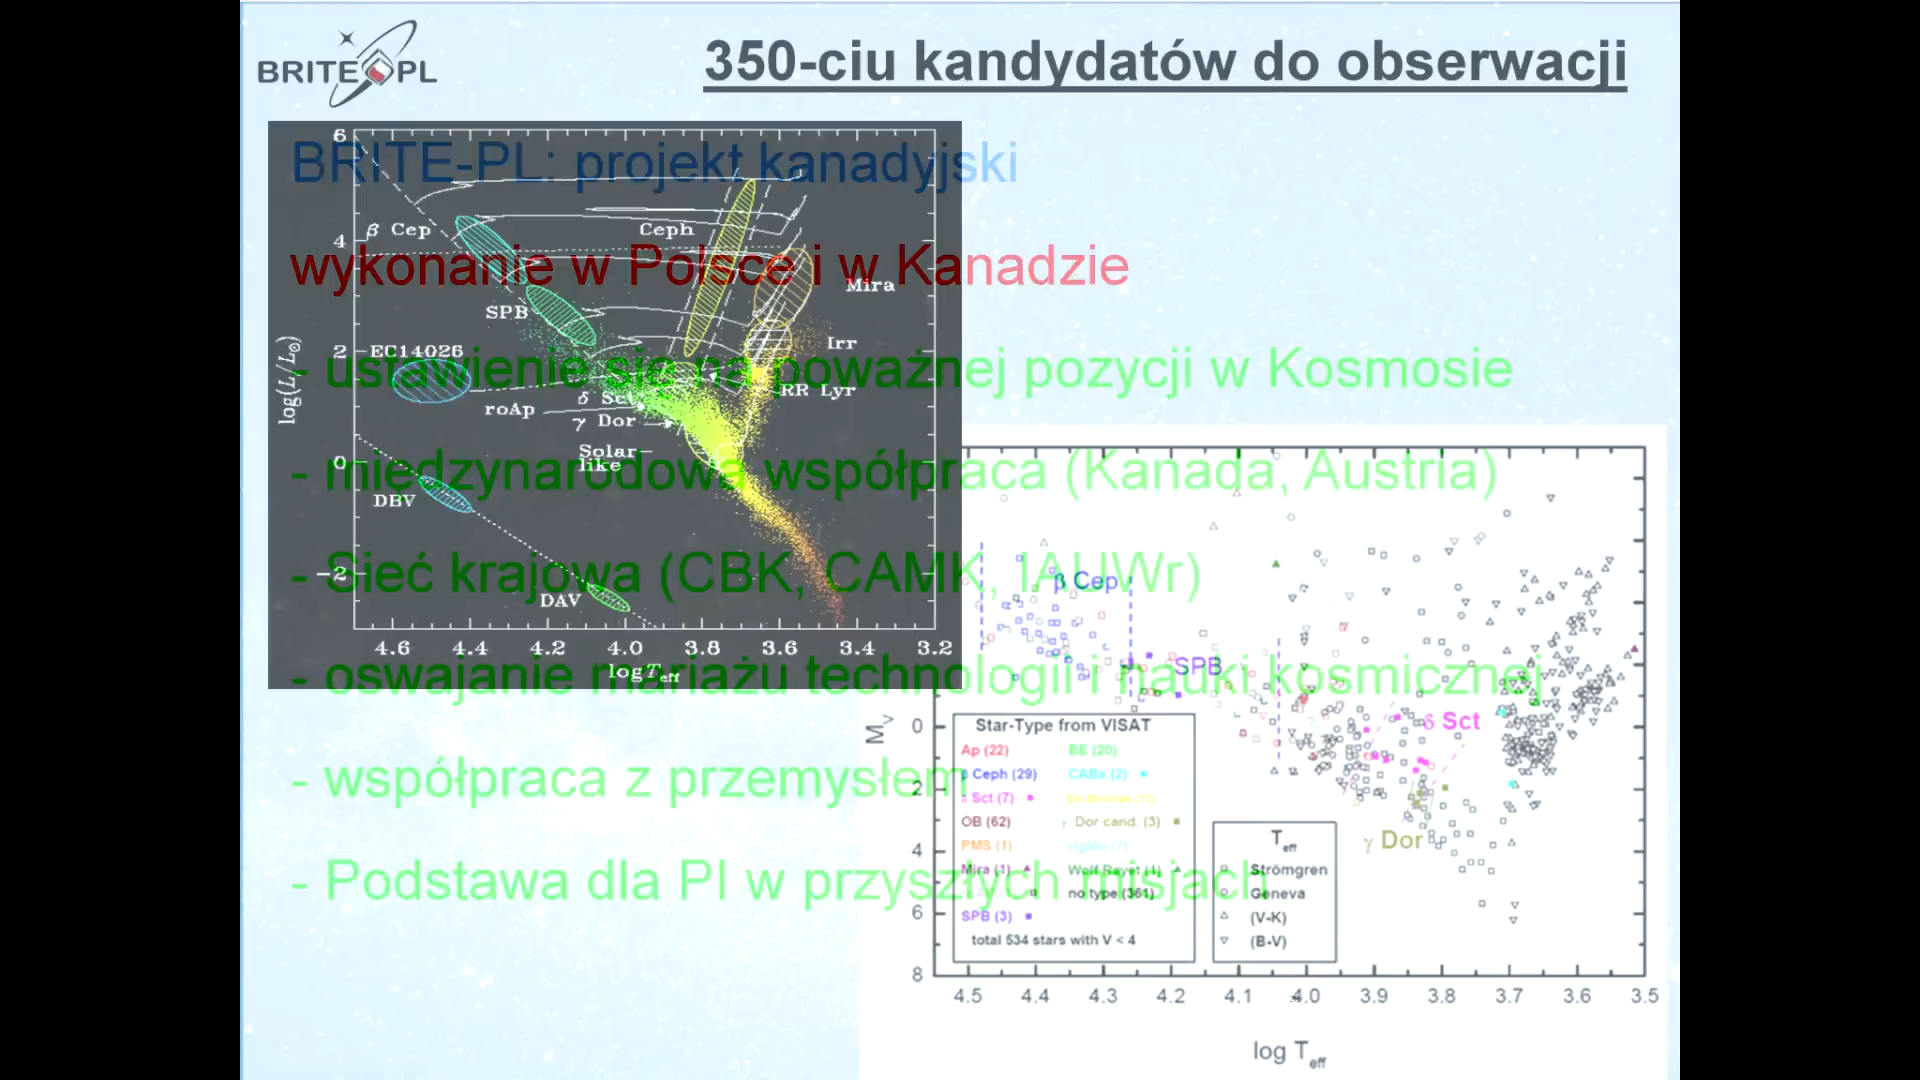 BRITE PL
350-ciu kandydatów do obserwacji
BRITE-PL: projekt kanadyjski
wykonanie w Polsce i w Kanadzie
- ustawienie się na poważnej pozycji w Kosmosie
- międzynarodowa współpraca (Kanada, Austria)
- Sieć krajowa (CBK, CAMK, IAUWr)
- oswajanie mariażu technologii i nauki kosmicznej
- współpraca z przemysłem
- Podstawa dla PI w przyszłych misjach
6
4
2
0
-2
log(L/L⊙)
β Cep
Ceph
Mira
SPB
Irr
EC14026
RR Lyr
δ Sct
roAp
γ Dor
Solar-
like
DBV
DAV
4.6 4.4 4.2 4.0 3.8 3.6 3.4 3.2
log Teff
β Cep
SPB
δ Sct
γ Dor
MV
0
2
4
6
8
Star-Type from VISAT
Ap (22) BE (20)
β Ceph (29) CABa (2)
δ Sct (7)
OB (62) γ Dor cand. (3)
PMS (1)
Mira (1) Wolf Rayet (1)
no type (361)
SPB (3)
total 534 stars with V < 4
Teff
Strömgren
Geneva
(V-K)
(B-V)
4.5 4.4 4.3 4.2 4.1 4.0 3.9 3.8 3.7 3.6 3.5
log Teff